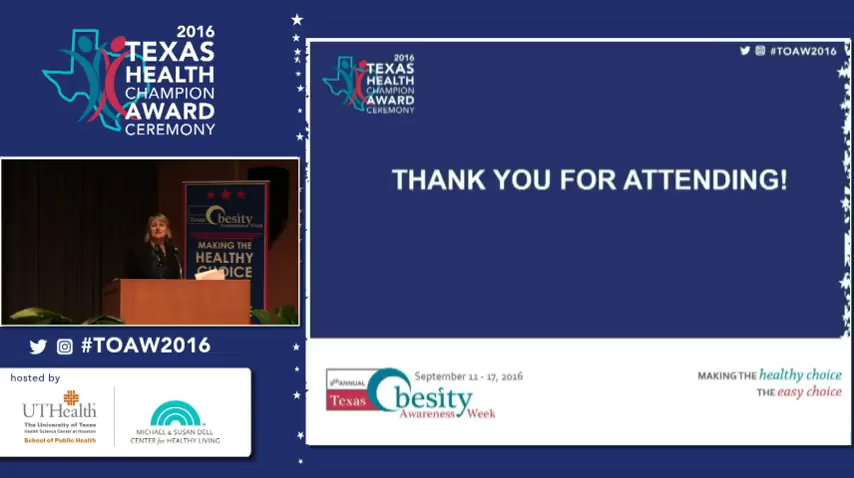 2016
TEXAS
HEALTH
CHAMPION
AWARD
CEREMONY
Texas
Obesity
Awareness Week
MAKING THE
HEALTHY
CHOICE
#TOAW2016
hosted by
UTHealth
The University of Texas
Health Science Center at Houston
School of Public Health
MICHAEL & SUSAN DELL
CENTER for HEALTHY LIVING
#TOAW2016
2016
TEXAS
HEALTH
CHAMPION
AWARD
CEREMONY
THANK YOU FOR ATTENDING!
9th ANNUAL
September 11 - 17, 2016
Texas Obesity
Awareness Week
MAKING THE healthy choice
THE easy choice